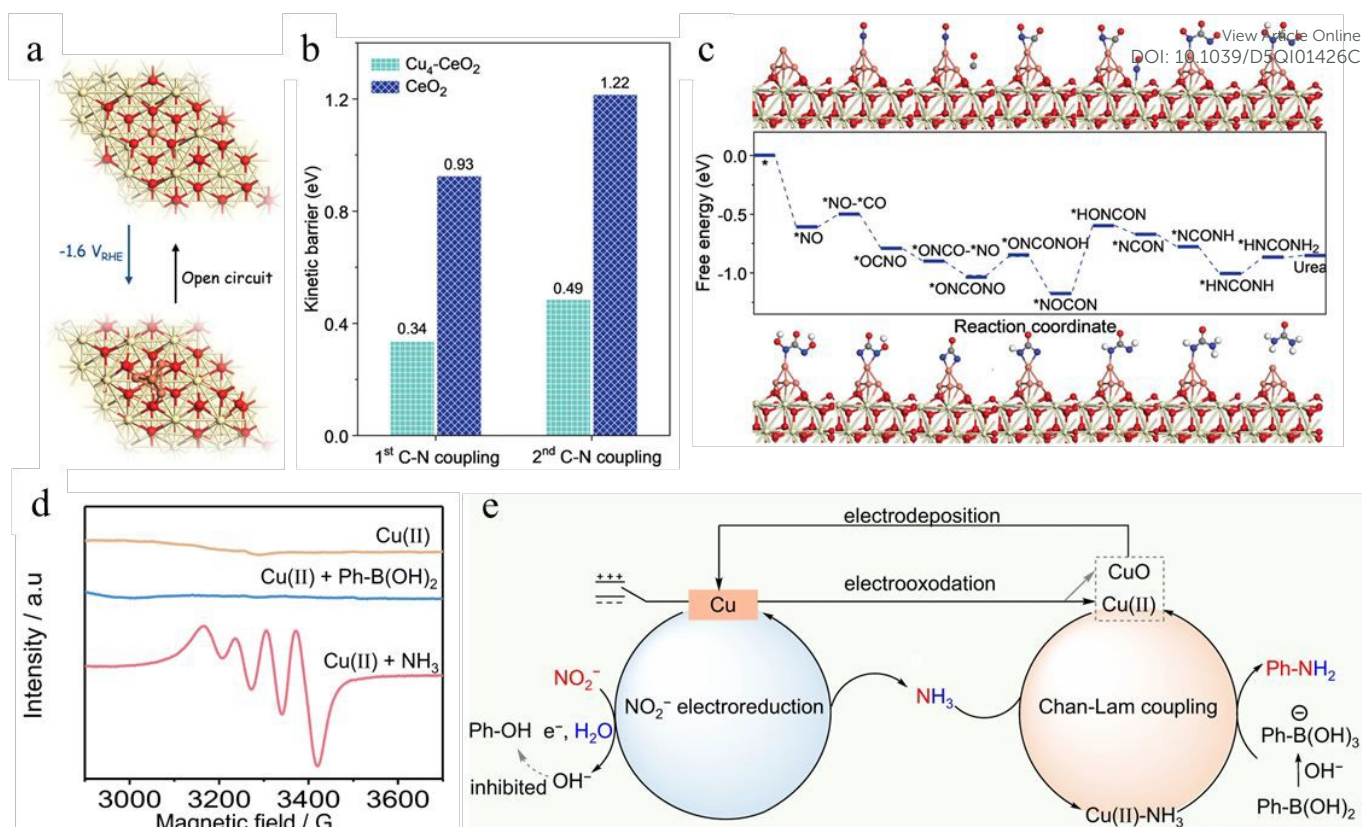 View Article Online
DOI: 10.1039/D5QI01426C
a
-1.6 V_RHE
Open circuit
b
Cu₄-CeO₂
CeO₂
Kinetic barrier (eV)
1.2
0.8
0.4
0.0
0.34
0.93
0.49
1.22
1ˢᵗ C-N coupling
2ⁿᵈ C-N coupling
c
Free energy (eV)
0.0
-0.5
-1.0
*
*NO
*NO-*CO
*OCNO
*ONCO-*NO
*ONCONO
*ONCONOH
*NOCON
*HONCON
*NCON
*NCONH
*HNCONH
*HNCONH₂
Urea
Reaction coordinate
d
Intensity / a.u
Cu(II)
Cu(II) + Ph-B(OH)₂
Cu(II) + NH₃
3000
3200
3400
3600
Magnetic field / G
e
electrodeposition
electrooxodation
+++
Cu
CuO
Cu(II)
NO₂⁻
NO₂⁻ electroreduction
Ph-OH e⁻, H₂O
inhibited
OH⁻
NH₃
Chan-Lam coupling
Ph-NH₂
⊖
Ph-B(OH)₃
OH⁻
Ph-B(OH)₂
Cu(II)-NH₃